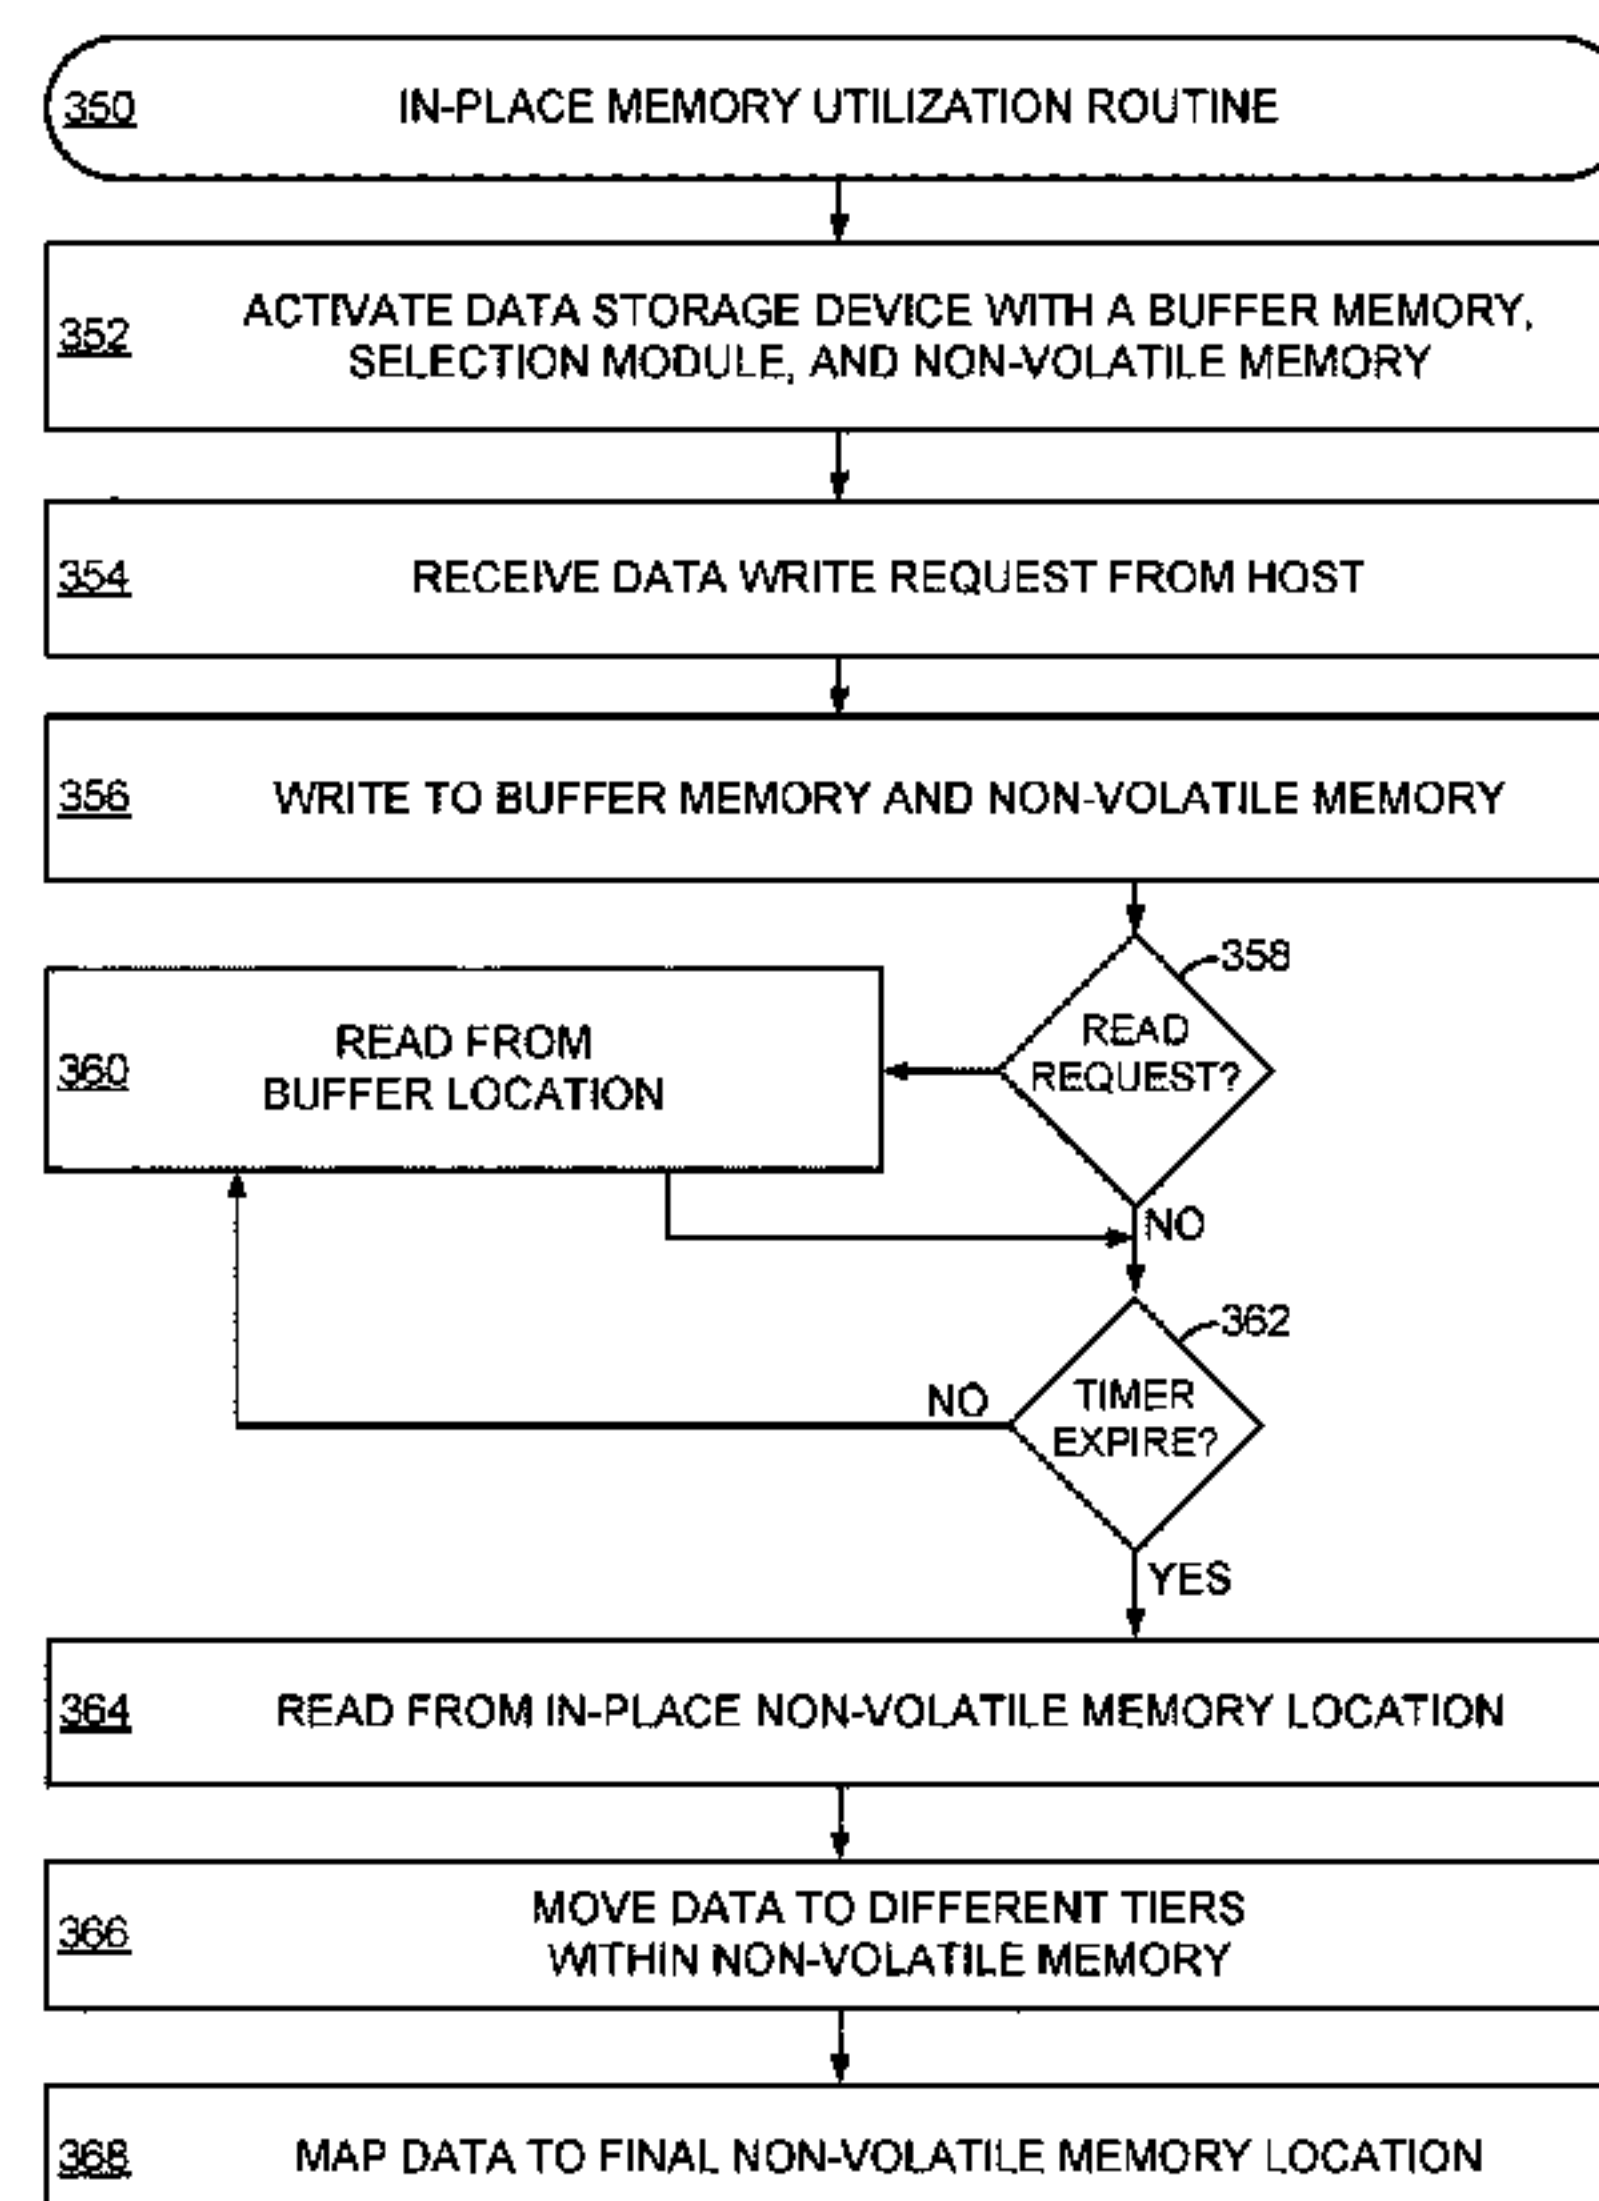 350 IN-PLACE MEMORY UTILIZATION ROUTINE
352 ACTIVATE DATA STORAGE DEVICE WITH A BUFFER MEMORY,
SELECTION MODULE, AND NON-VOLATILE MEMORY
354 RECEIVE DATA WRITE REQUEST FROM HOST
356 WRITE TO BUFFER MEMORY AND NON-VOLATILE MEMORY
358
READ
REQUEST?
360 READ FROM
BUFFER LOCATION
NO
362
TIMER
EXPIRE?
NO
YES
364 READ FROM IN-PLACE NON-VOLATILE MEMORY LOCATION
366 MOVE DATA TO DIFFERENT TIERS
WITHIN NON-VOLATILE MEMORY
368 MAP DATA TO FINAL NON-VOLATILE MEMORY LOCATION